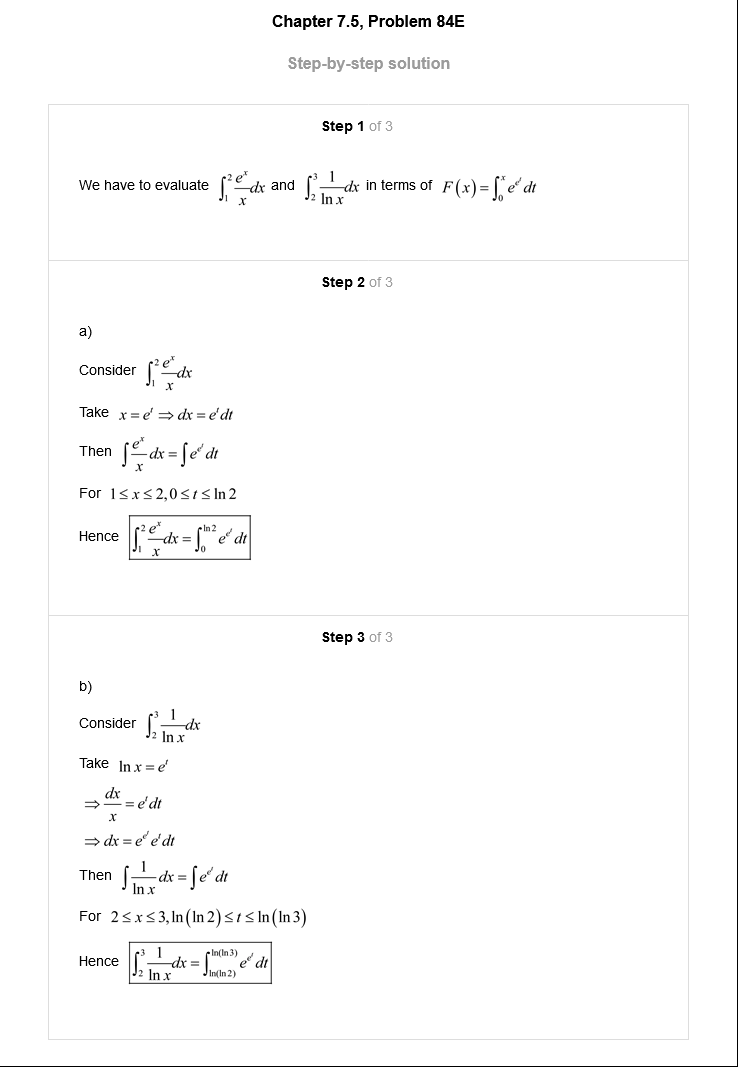 Chapter 7.5, Problem 84E
Step-by-step solution
Step 1 of 3
We have to evaluate $\int_1^2 \frac{e^x}{x} dx$ and $\int_2^3 \frac{1}{\ln x} dx$ in terms of $F(x) = \int_0^x e^{e^t} dt$
Step 2 of 3
a)
Consider $\int_1^2 \frac{e^x}{x} dx$
Take $x = e^t \Rightarrow dx = e^t dt$
Then $\int \frac{e^x}{x} dx = \int e^{e^t} dt$
For $1 \le x \le 2, 0 \le t \le \ln 2$
Hence $\int_1^2 \frac{e^x}{x} dx = \int_0^{\ln 2} e^{e^t} dt$
Step 3 of 3
b)
Consider $\int_2^3 \frac{1}{\ln x} dx$
Take $\ln x = e^t$
$\Rightarrow \frac{dx}{x} = e^t dt$
$\Rightarrow dx = e^{e^t} e^t dt$
Then $\int \frac{1}{\ln x} dx = \int e^{e^t} dt$
For $2 \le x \le 3, \ln(\ln 2) \le t \le \ln(\ln 3)$
Hence $\int_2^3 \frac{1}{\ln x} dx = \int_{\ln(\ln 2)}^{\ln(\ln 3)} e^{e^t} dt$